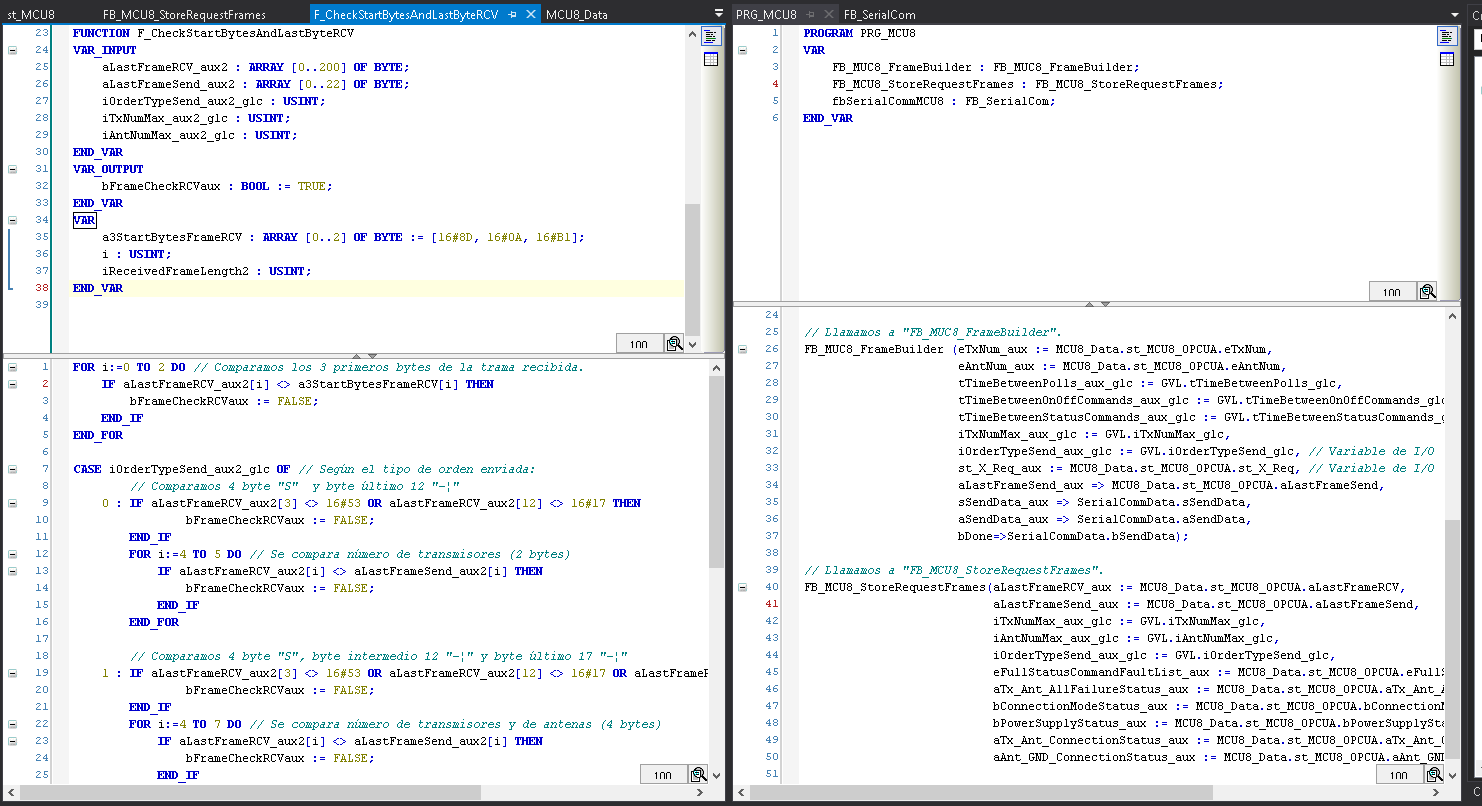 st_MCU8 FB_MCU8_StoreRequestFrames F_CheckStartBytesAndLastByteRCV MCU8_Data
23 FUNCTION F_CheckStartBytesAndLastByteRCV
24 VAR_INPUT
25 aLastFrameRCV_aux2 : ARRAY [0..200] OF BYTE;
26 aLastFrameSend_aux2 : ARRAY [0..22] OF BYTE;
27 iOrderTypeSend_aux2_glc : USINT;
28 iTxNumMax_aux2_glc : USINT;
29 iAntNumMax_aux2_glc : USINT;
30 END_VAR
31 VAR_OUTPUT
32 bFrameCheckRCVaux : BOOL := TRUE;
33 END_VAR
34 VAR
35 a3StartBytesFrameRCV : ARRAY [0..2] OF BYTE := [16#8D, 16#0A, 16#B1];
36 i : USINT;
37 iReceivedFrameLength2 : USINT;
38 END_VAR
39
100
1 FOR i:=0 TO 2 DO // Comparamos los 3 primeros bytes de la trama recibida.
2 IF aLastFrameRCV_aux2[i] <> a3StartBytesFrameRCV[i] THEN
3 bFrameCheckRCVaux := FALSE;
4 END_IF
5 END_FOR
6
7 CASE iOrderTypeSend_aux2_glc OF // Según el tipo de orden enviada:
8 // Comparamos 4 byte "S"  y byte último 12 "-¦"
9 0 : IF aLastFrameRCV_aux2[3] <> 16#53 OR aLastFrameRCV_aux2[12] <> 16#17 THEN
10 bFrameCheckRCVaux := FALSE;
11 END_IF
12 FOR i:=4 TO 5 DO // Se compara número de transmisores (2 bytes)
13 IF aLastFrameRCV_aux2[i] <> aLastFrameSend_aux2[i] THEN
14 bFrameCheckRCVaux := FALSE;
15 END_IF
16 END_FOR
17
18 // Comparamos 4 byte "S", byte intermedio 12 "-¦" y byte último 17 "-¦"
19 1 : IF aLastFrameRCV_aux2[3] <> 16#53 OR aLastFrameRCV_aux2[12] <> 16#17 OR aLastFrameR
20 bFrameCheckRCVaux := FALSE;
21 END_IF
22 FOR i:=4 TO 7 DO // Se compara número de transmisores y de antenas (4 bytes)
23 IF aLastFrameRCV_aux2[i] <> aLastFrameSend_aux2[i] THEN
24 bFrameCheckRCVaux := FALSE;
25 END_IF
100
PRG_MCU8 FB_SerialCom
1 PROGRAM PRG_MCU8
2 VAR
3 FB_MUC8_FrameBuilder : FB_MUC8_FrameBuilder;
4 FB_MCU8_StoreRequestFrames : FB_MCU8_StoreRequestFrames;
5 fbSerialCommMCU8 : FB_SerialCom;
6 END_VAR
100
24
25 // Llamamos a "FB_MUC8_FrameBuilder".
26 FB_MUC8_FrameBuilder (eTxNum_aux := MCU8_Data.st_MCU8_OPCUA.eTxNum,
27 eAntNum_aux := MCU8_Data.st_MCU8_OPCUA.eAntNum,
28 tTimeBetweenPolls_aux_glc := GVL.tTimeBetweenPolls_glc,
29 tTimeBetweenOnOffCommands_aux_glc := GVL.tTimeBetweenOnOffCommands_glc
30 tTimeBetweenStatusCommands_aux_glc := GVL.tTimeBetweenStatusCommands_g
31 iTxNumMax_aux_glc := GVL.iTxNumMax_glc,
32 iOrderTypeSend_aux_glc := GVL.iOrderTypeSend_glc, // Variable de I/O
33 st_X_Req_aux := MCU8_Data.st_MCU8_OPCUA.st_X_Req, // Variable de I/O
34 aLastFrameSend_aux => MCU8_Data.st_MCU8_OPCUA.aLastFrameSend,
35 sSendData_aux => SerialCommData.sSendData,
36 aSendData_aux => SerialCommData.aSendData,
37 bDone=>SerialCommData.bSendData);
38
39 // Llamamos a "FB_MCU8_StoreRequestFrames".
40 FB_MCU8_StoreRequestFrames(aLastFrameRCV_aux := MCU8_Data.st_MCU8_OPCUA.aLastFrameRCV,
41 aLastFrameSend_aux := MCU8_Data.st_MCU8_OPCUA.aLastFrameSend,
42 iTxNumMax_aux_glc := GVL.iTxNumMax_glc,
43 iAntNumMax_aux_glc := GVL.iAntNumMax_glc,
44 iOrderTypeSend_aux_glc := GVL.iOrderTypeSend_glc,
45 eFullStatusCommandFaultList_aux := MCU8_Data.st_MCU8_OPCUA.eFullS
46 aTx_Ant_AllFailureStatus_aux := MCU8_Data.st_MCU8_OPCUA.aTx_Ant_A
47 bConnectionModeStatus_aux := MCU8_Data.st_MCU8_OPCUA.bConnectionM
48 bPowerSupplyStatus_aux := MCU8_Data.st_MCU8_OPCUA.bPowerSupplySta
49 aTx_Ant_ConnectionStatus_aux := MCU8_Data.st_MCU8_OPCUA.aTx_Ant_C
50 aAnt_GND_ConnectionStatus_aux := MCU8_Data.st_MCU8_OPCUA.aAnt_GND
51
100